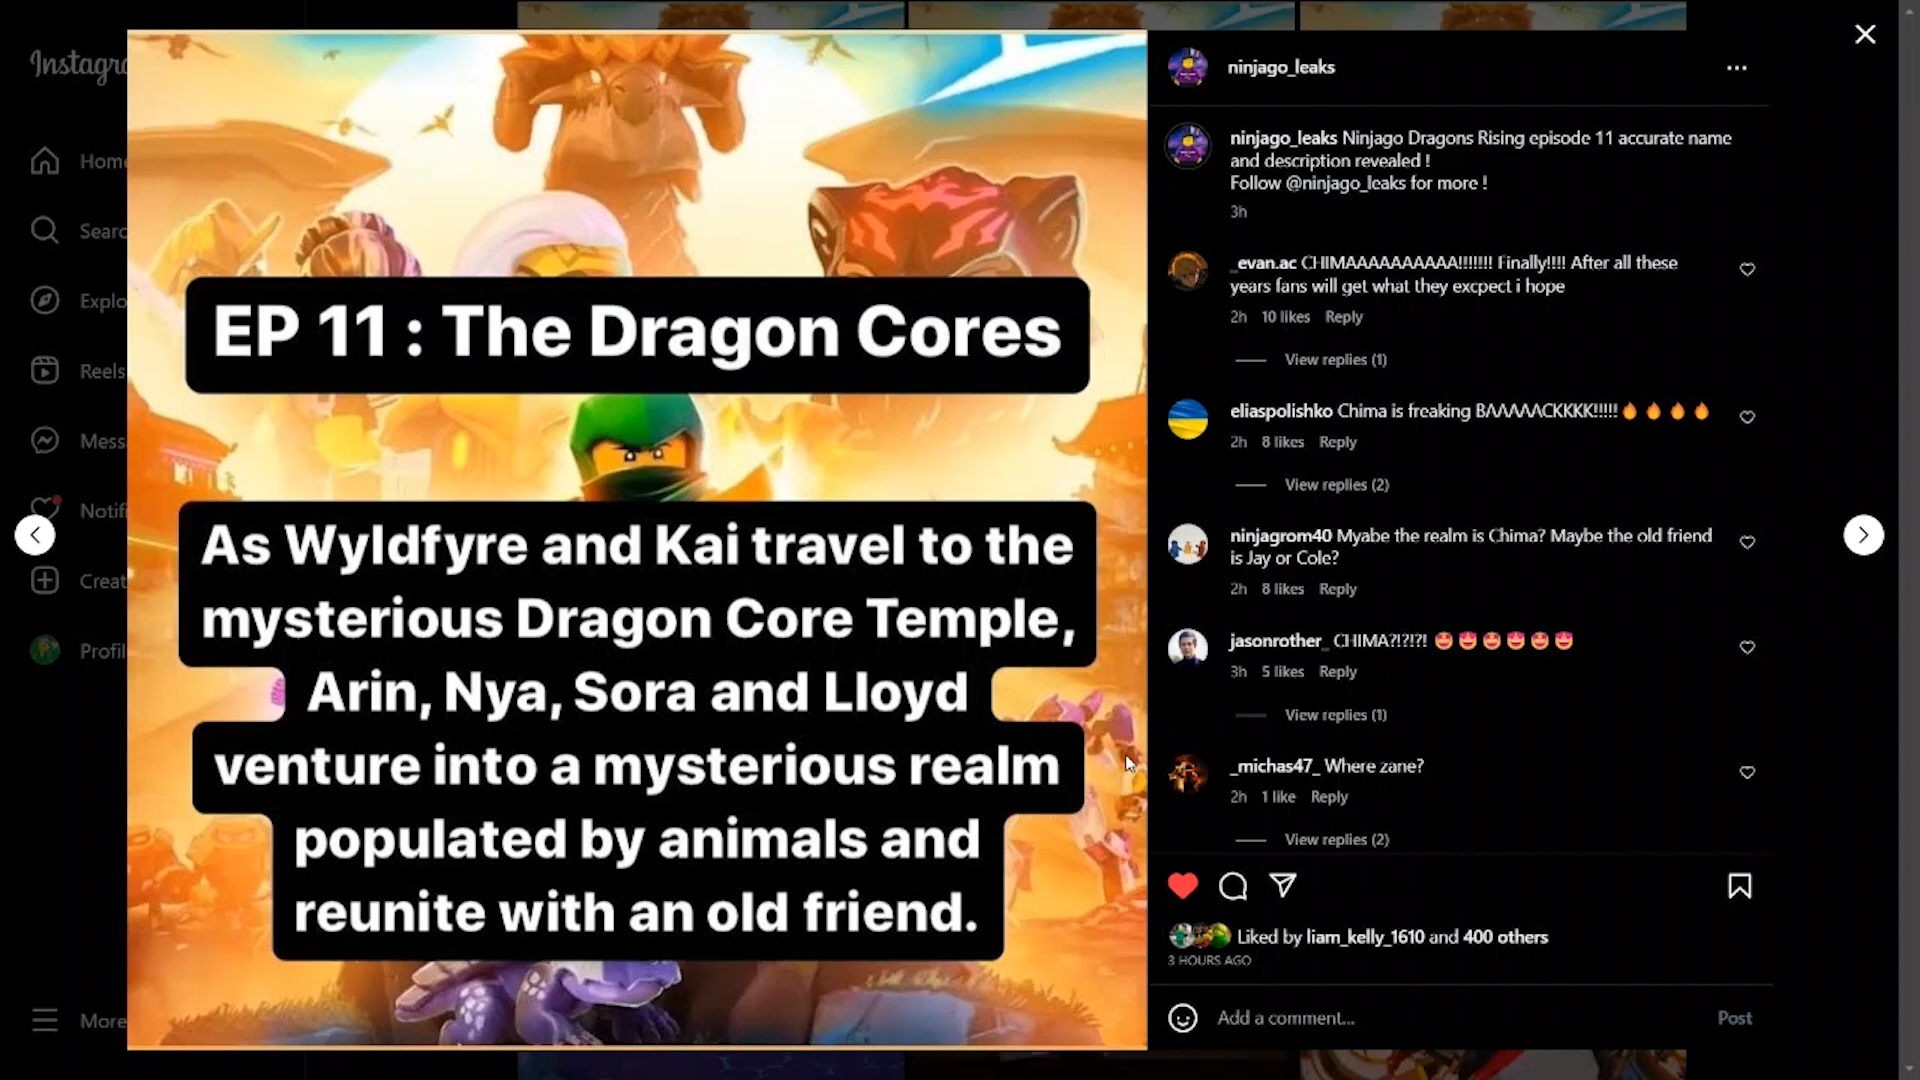 Instagr
Home
Searc
Explo
Reels
Mess
Notifi
Creat
Profil
More
EP 11 : The Dragon Cores
As Wyldfyre and Kai travel to the
mysterious Dragon Core Temple,
Arin, Nya, Sora and Lloyd
venture into a mysterious realm
populated by animals and
reunite with an old friend.
ninjago_leaks
ninjago_leaks Ninjago Dragons Rising episode 11 accurate name
and description revealed !
Follow @ninjago_leaks for more !
3h
_evan.ac CHIMAAAAAAAAAA!!!!!!! Finally!!!! After all these
years fans will get what they excpect i hope
2h 10 likes Reply
View replies (1)
eliaspolishko Chima is freaking BAAAAACKKKK!!!!!🔥🔥🔥🔥
2h 8 likes Reply
View replies (2)
ninjagrom40 Myabe the realm is Chima? Maybe the old friend
is Jay or Cole?
2h 8 likes Reply
jasonrother_ CHIMA?!?!?! 🤩😍🤩😍🤩😍
3h 5 likes Reply
View replies (1)
_michas47_ Where zane?
2h 1 like Reply
View replies (2)
Liked by liam_kelly_1610 and 400 others
3 HOURS AGO
Add a comment...
Post